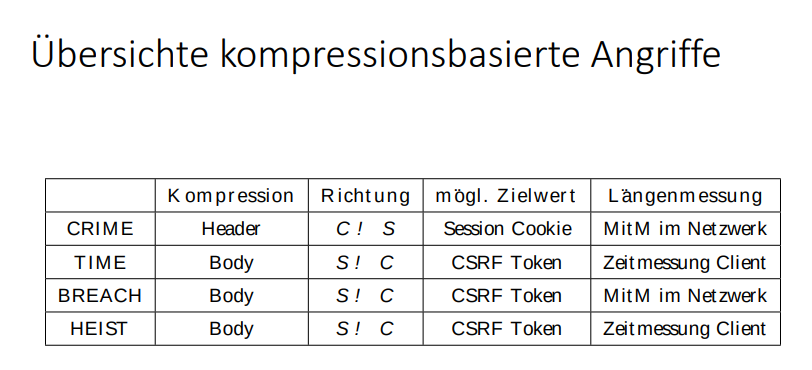 Übersichte kompressionsbasierte Angriffe
Kompression Richtung mögl. Zielwert Längenmessung
CRIME Header C ! S Session Cookie MitM im Netzwerk
TIME Body S ! C CSRF Token Zeitmessung Client
BREACH Body S ! C CSRF Token MitM im Netzwerk
HEIST Body S ! C CSRF Token Zeitmessung Client